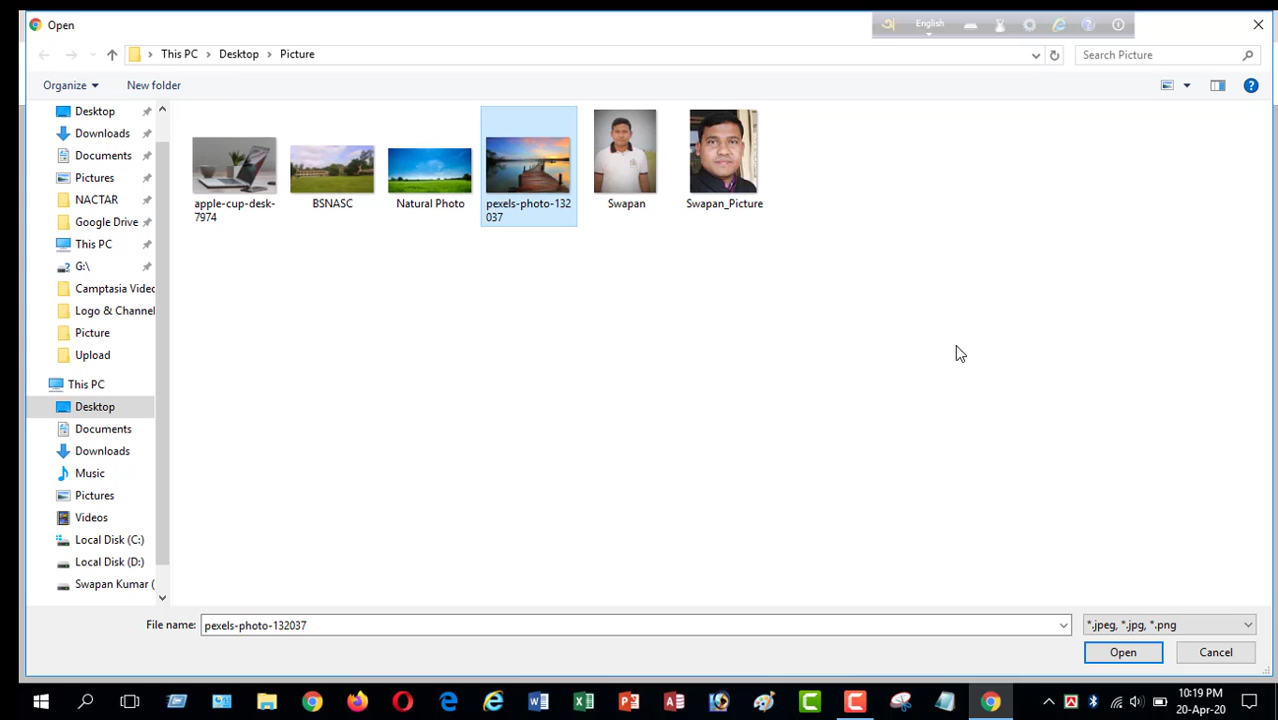 Open
অ English
This PC > Desktop > Picture
Search Picture
Organize
New folder
Desktop
Downloads
Documents
Pictures
NACTAR
Google Drive
This PC
G:\
Camptasia Video
Logo & Channel
Picture
Upload
This PC
Desktop
Documents
Downloads
Music
Pictures
Videos
Local Disk (C:)
Local Disk (D:)
Swapan Kumar (
apple-cup-desk-
7974
BSNASC
Natural Photo
pexels-photo-132
037
Swapan
Swapan_Picture
File name:
pexels-photo-132037
*.jpeg, *.jpg, *.png
Open
Cancel
10:19 PM
20-Apr-20